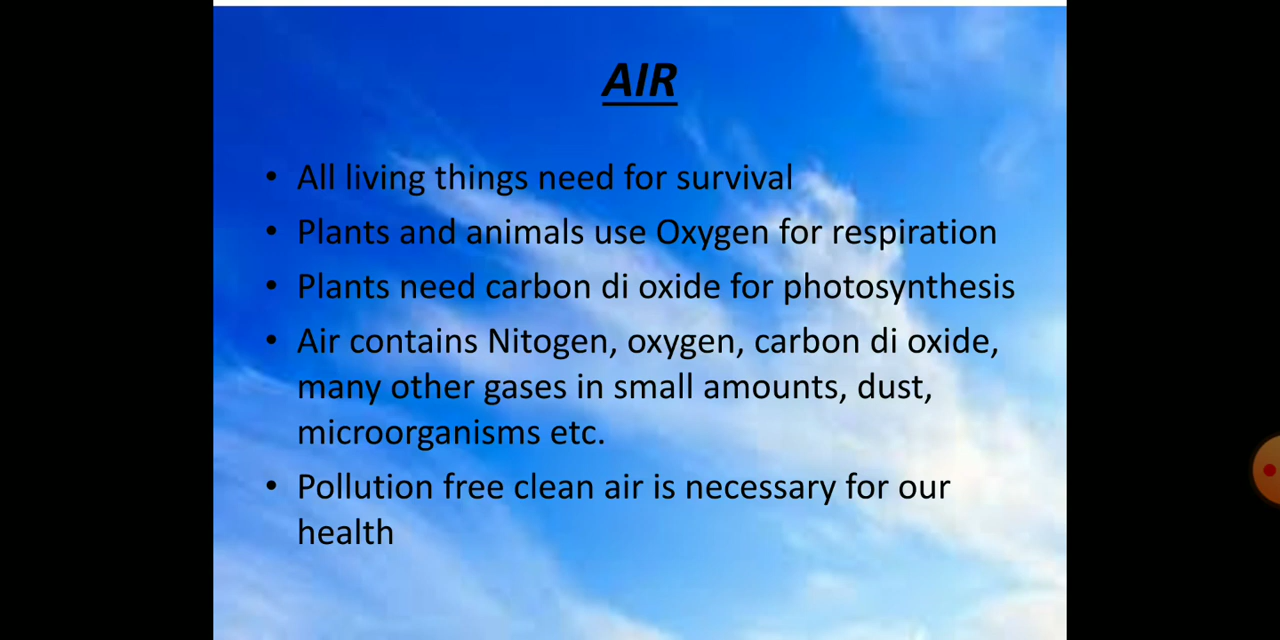 AIR
• All living things need for survival
• Plants and animals use Oxygen for respiration
• Plants need carbon di oxide for photosynthesis
• Air contains Nitogen, oxygen, carbon di oxide,
many other gases in small amounts, dust,
microorganisms etc.
• Pollution free clean air is necessary for our
health